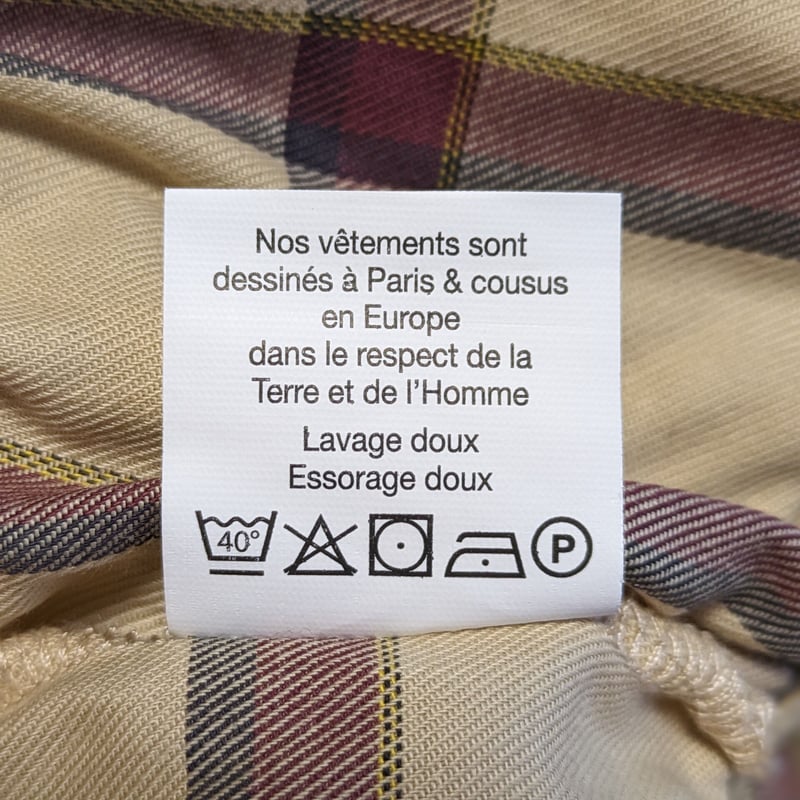 Nos vêtements sont
dessinés à Paris & cousus
en Europe
dans le respect de la
Terre et de l'Homme
Lavage doux
Essorage doux
40° P